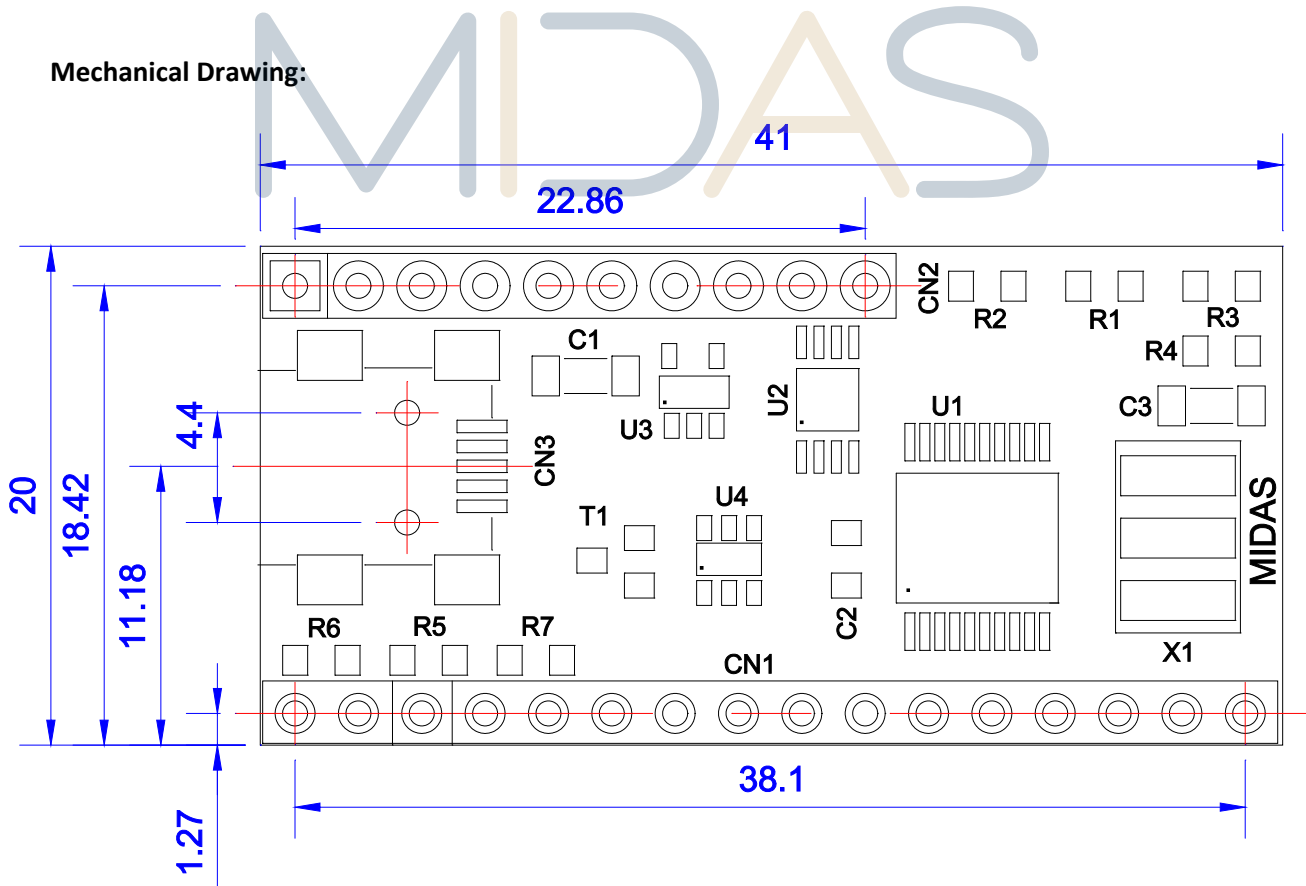 MIDAS
Mechanical Drawing:
41
22.86
CN2
R2
R1
R3
C1
R4
U2
C3
4.4
U3
U1
CN3
20
18.42
U4
T1
MIDAS
11.18
C2
R6
R5
R7
X1
CN1
38.1
1.27